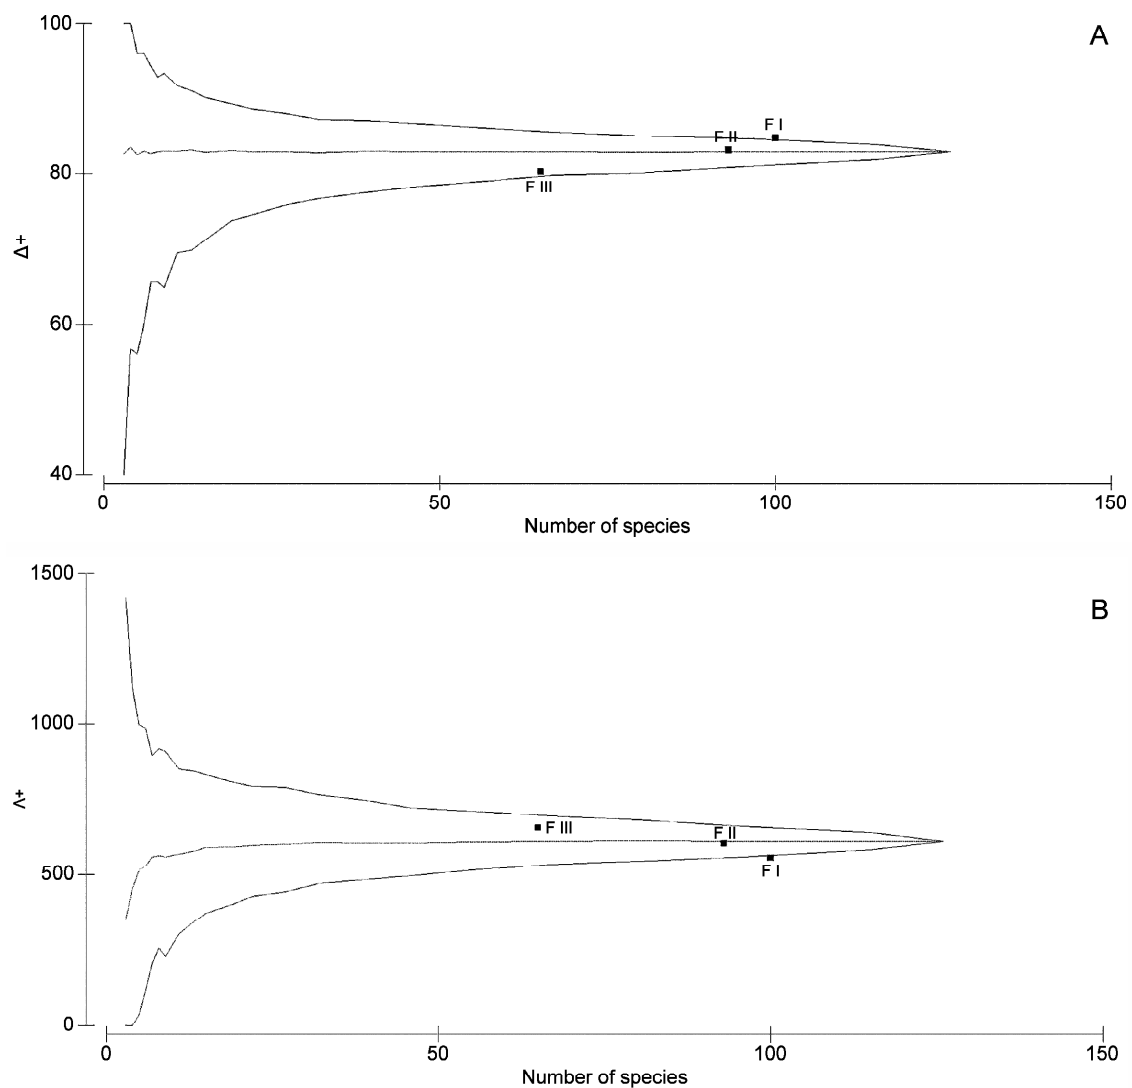 100
A
F I
F II
80
F III
Δ+
60
40
0
50
100
150
Number of species
1500
B
1000
Λ+
F III
F II
500
F I
0
0
50
100
150
Number of species